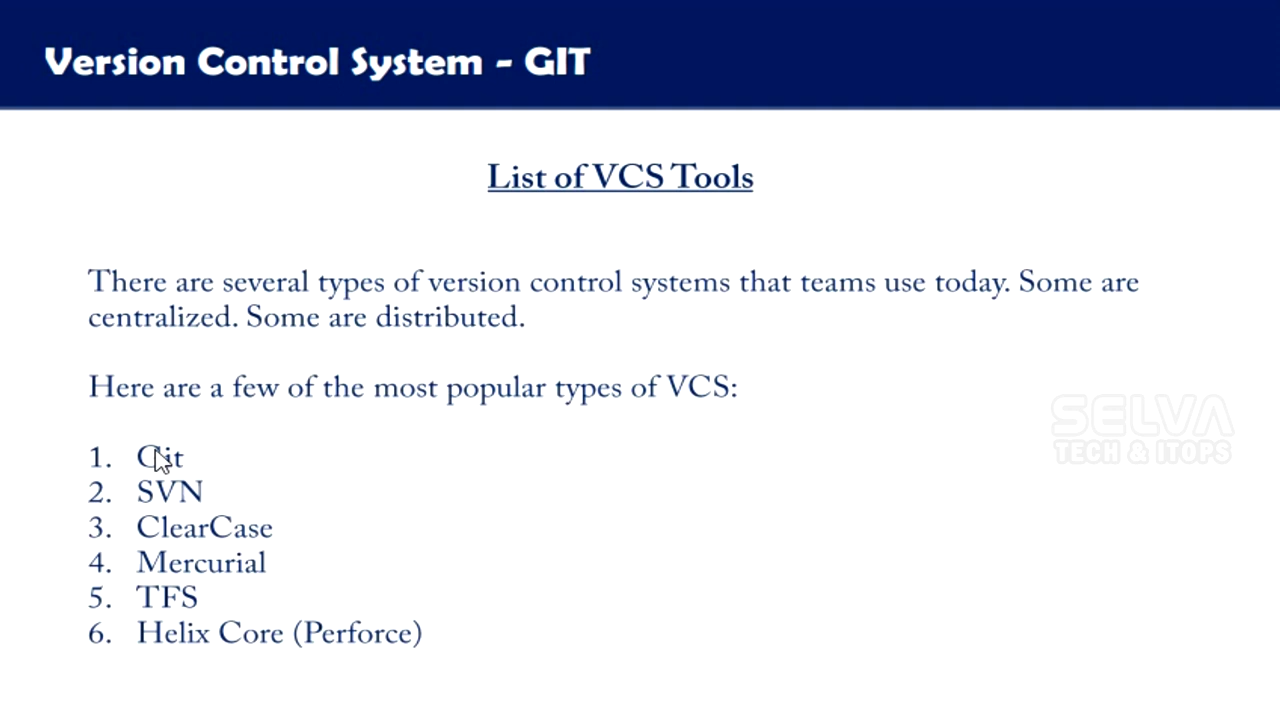 Version Control System - GIT
List of VCS Tools
There are several types of version control systems that teams use today. Some are
centralized. Some are distributed.
Here are a few of the most popular types of VCS:
1. Git
2. SVN
3. ClearCase
4. Mercurial
5. TFS
6. Helix Core (Perforce)
SELVA
TECH & ITOPS